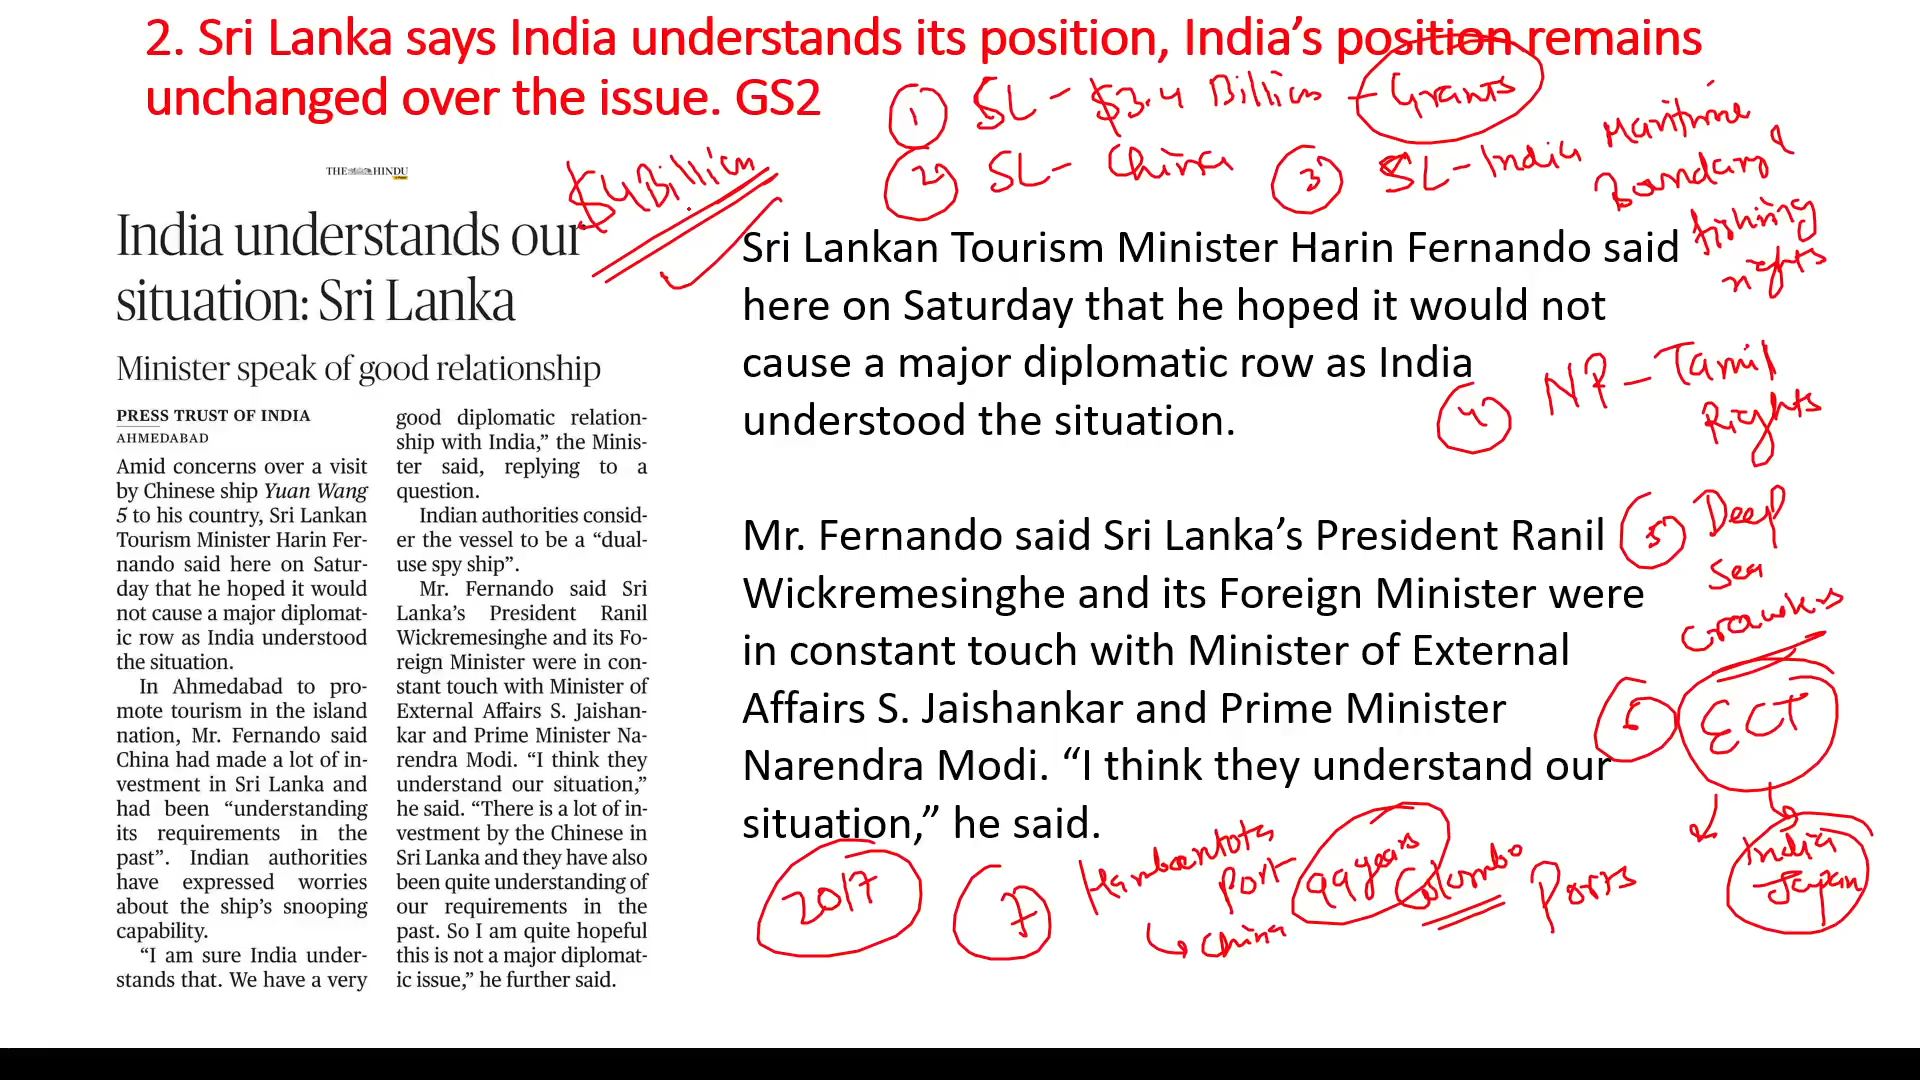 2. Sri Lanka says India understands its position, India’s position remains
unchanged over the issue. GS2
1 SL - $3.4 Billion - Grants
2 SL - China
3 SL - India Maritime
Boundary &
fishing
rights
$4 Billion
THE HINDU
India understands our
situation: Sri Lanka
Minister speak of good relationship
PRESS TRUST OF INDIA
AHMEDABAD
Amid concerns over a visit
by Chinese ship Yuan Wang
5 to his country, Sri Lankan
Tourism Minister Harin Fer-
nando said here on Satur-
day that he hoped it would
not cause a major diplomat-
ic row as India understood
the situation.
In Ahmedabad to pro-
mote tourism in the island
nation, Mr. Fernando said
China had made a lot of in-
vestment in Sri Lanka and
had been “understanding
its requirements in the
past”. Indian authorities
have expressed worries
about the ship’s snooping
capability.
“I am sure India under-
stands that. We have a very
good diplomatic relation-
ship with India,” the Minis-
ter said, replying to a
question.
Indian authorities consid-
er the vessel to be a “dual-
use spy ship”.
Mr. Fernando said Sri
Lanka’s President Ranil
Wickremesinghe and its Fo-
reign Minister were in con-
stant touch with Minister of
External Affairs S. Jaishan-
kar and Prime Minister Na-
rendra Modi. “I think they
understand our situation,”
he said. “There is a lot of in-
vestment by the Chinese in
Sri Lanka and they have also
been quite understanding of
our requirements in the
past. So I am quite hopeful
this is not a major diplomat-
ic issue,” he further said.
Sri Lankan Tourism Minister Harin Fernando said
here on Saturday that he hoped it would not
cause a major diplomatic row as India
understood the situation.
4 NP - Tamil
Rights
Mr. Fernando said Sri Lanka’s President Ranil
Wickremesinghe and its Foreign Minister were
in constant touch with Minister of External
Affairs S. Jaishankar and Prime Minister
Narendra Modi. “I think they understand our
situation,” he said.
5 Deep
Sea
6 ECT
India
Japan
2017
7 Hambantota
Port
China
99 years
Colombo
Ports